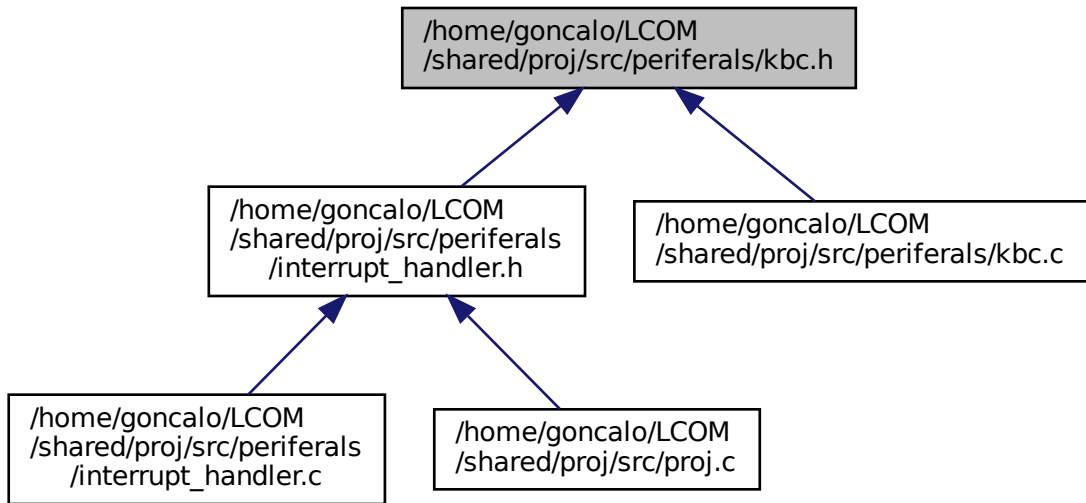 /home/goncalo/LCOM
/shared/proj/src/periferals/kbc.h
/home/goncalo/LCOM
/shared/proj/src/periferals
/interrupt_handler.h
/home/goncalo/LCOM
/shared/proj/src/periferals/kbc.c
/home/goncalo/LCOM
/shared/proj/src/periferals
/interrupt_handler.c
/home/goncalo/LCOM
/shared/proj/src/proj.c